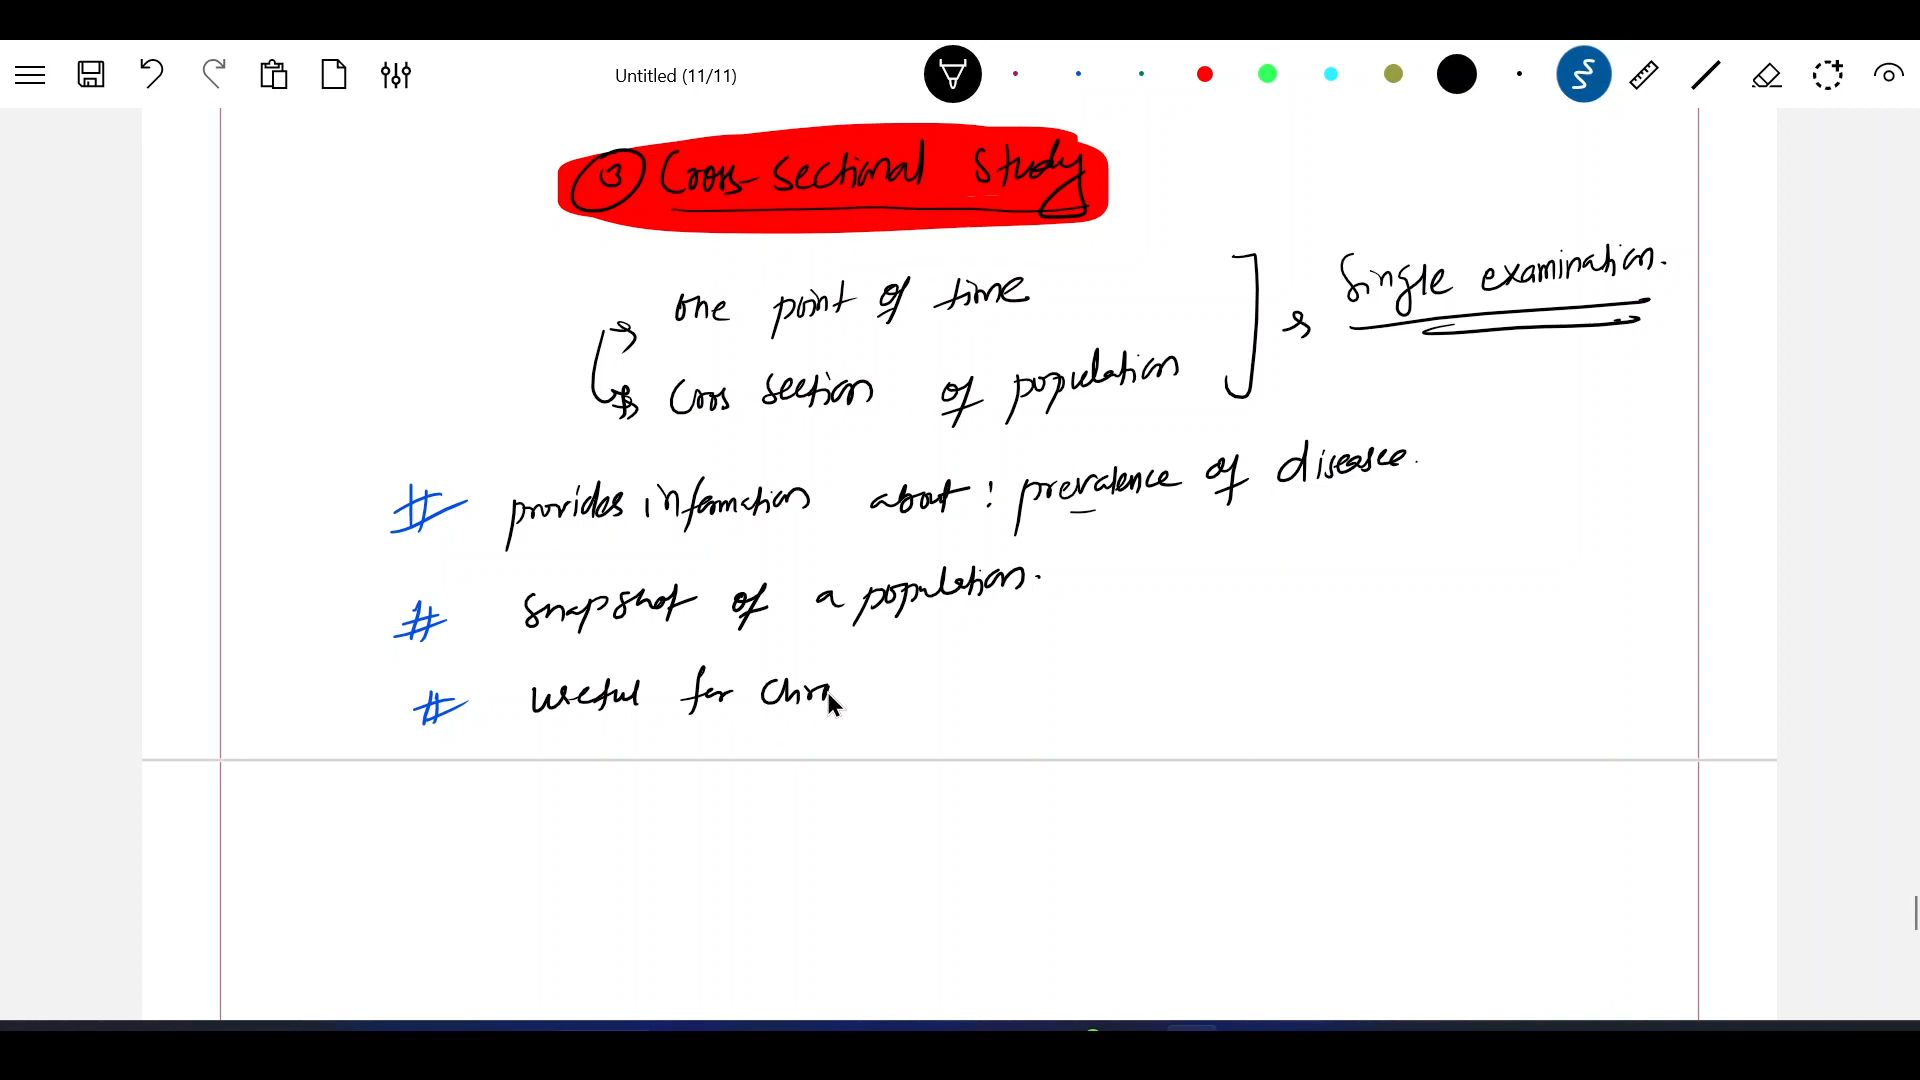 Untitled (11/11)
③ Cross-sectional study
one point of time
Single examination.
Cross section of population
# provides information about : prevalence of disease.
# snapshot of a population.
# useful for chro